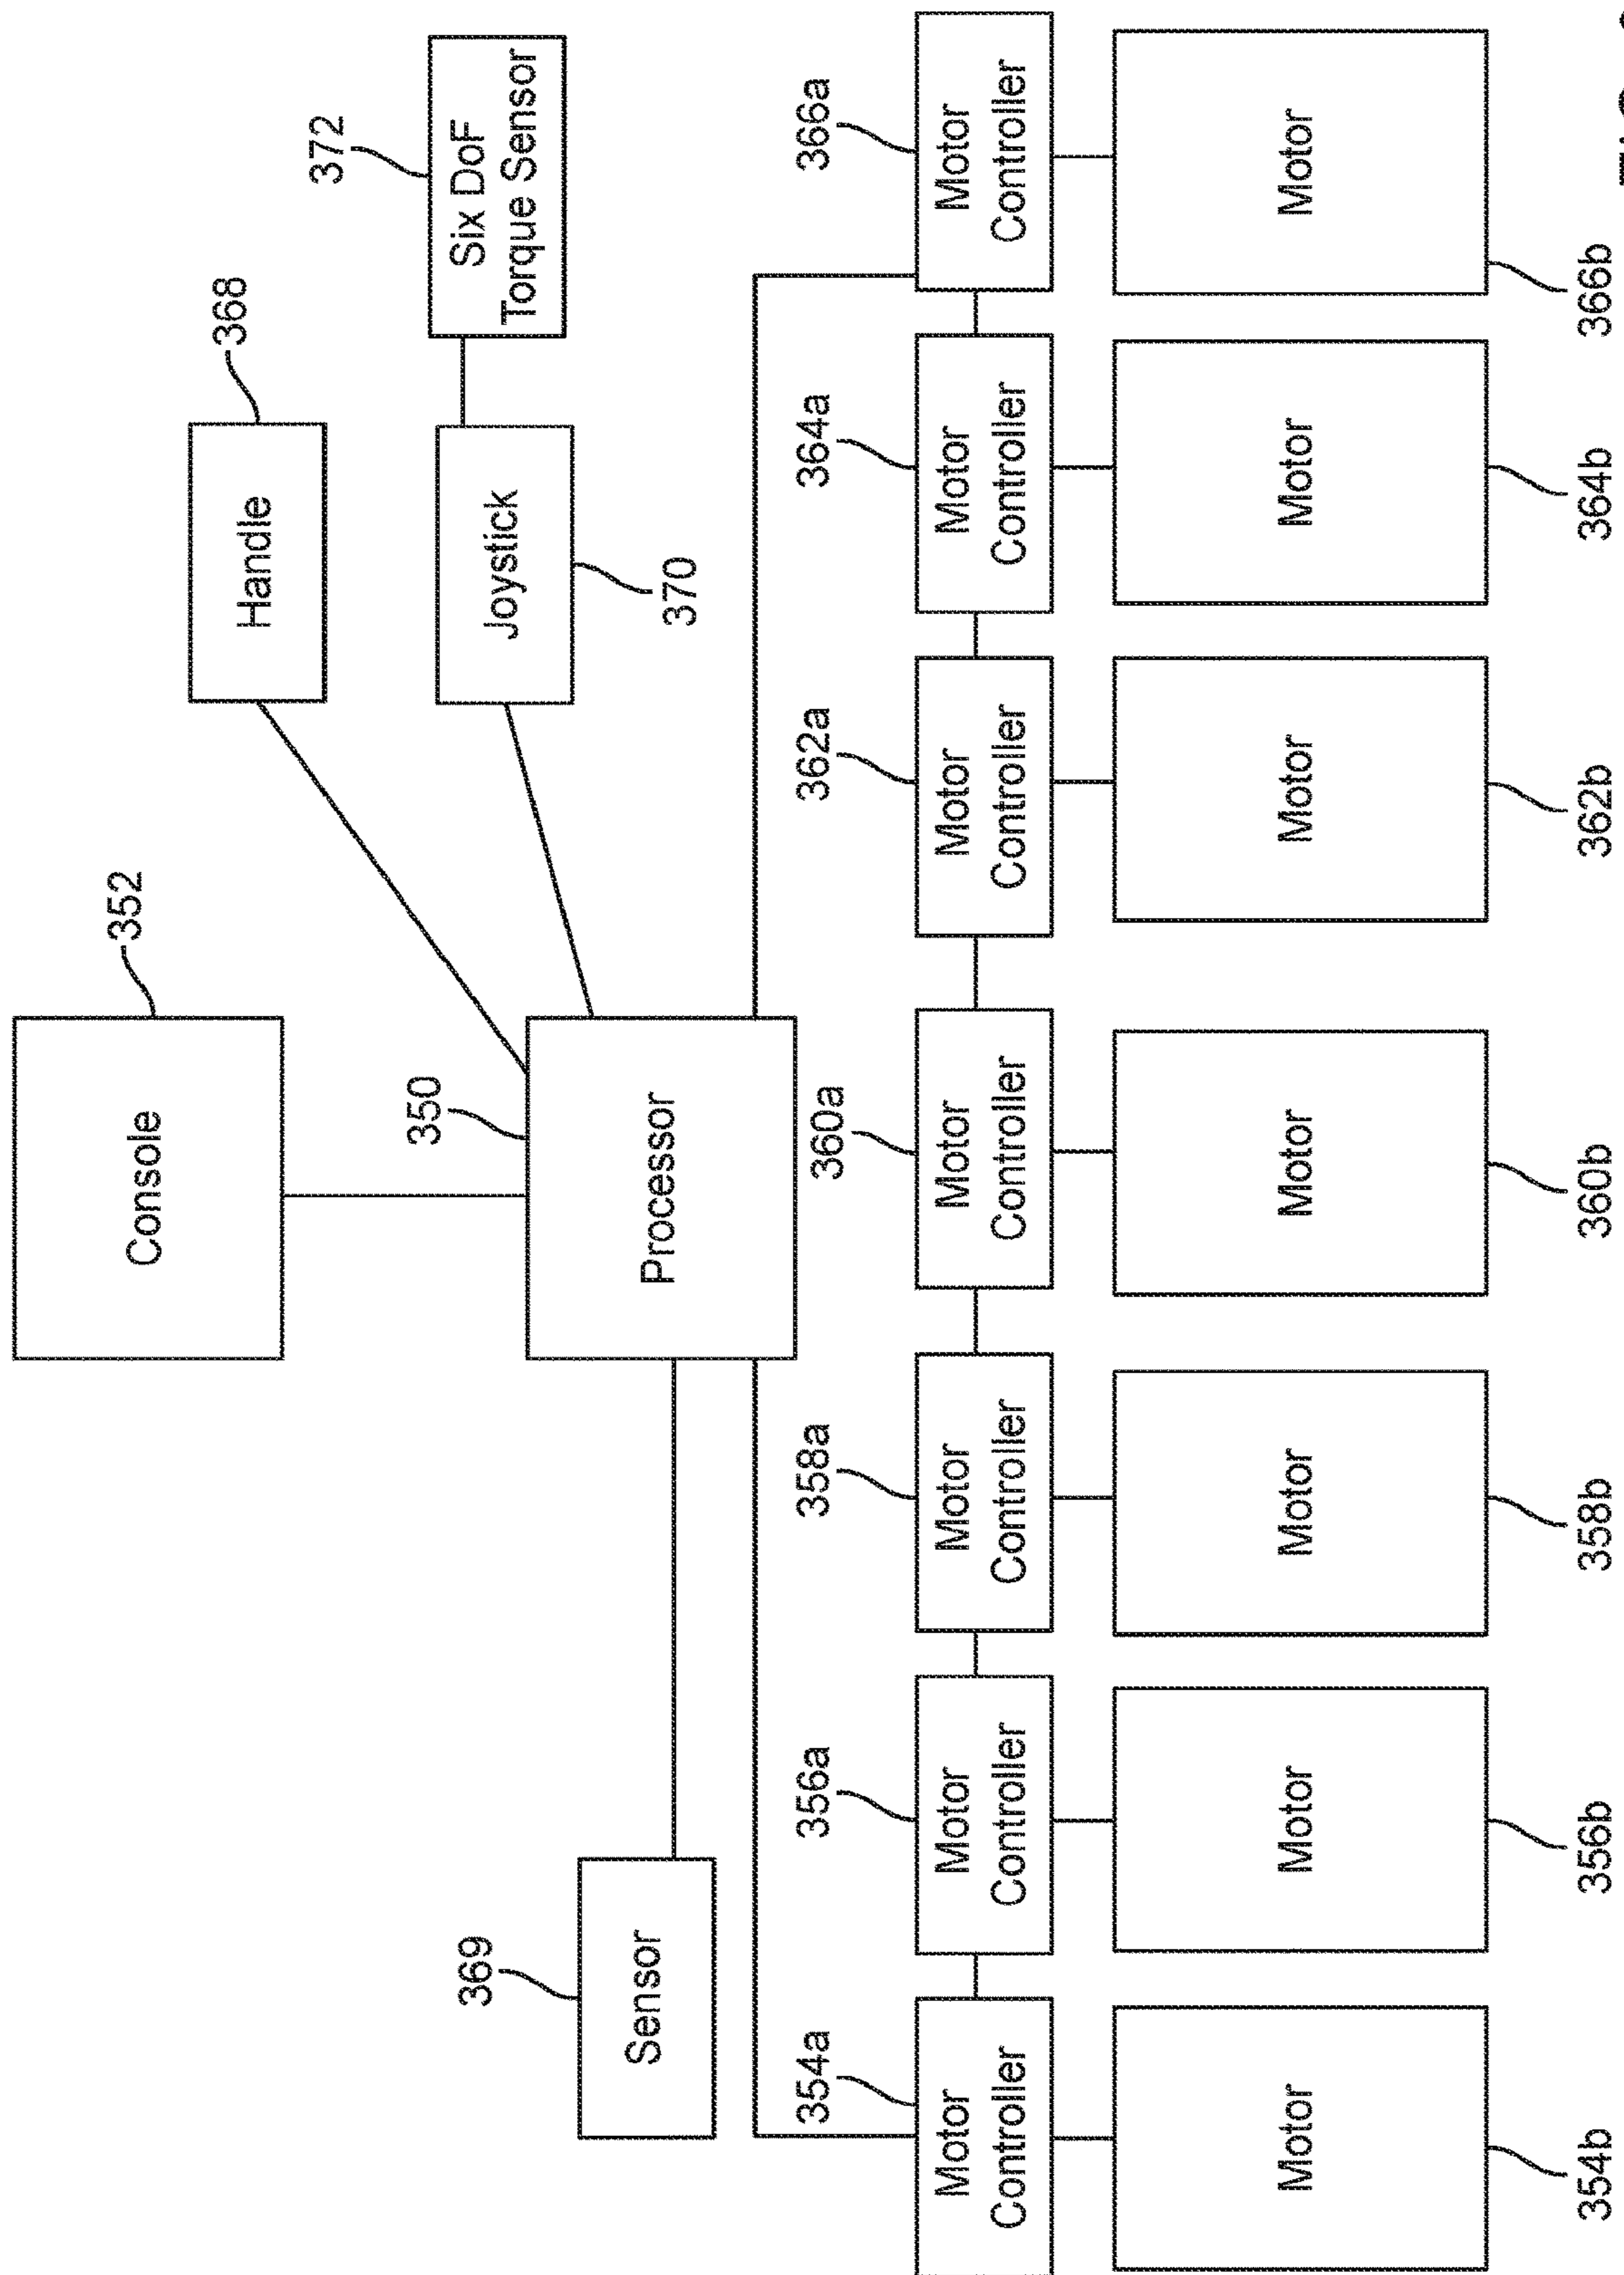 352
Console
368
Handle
372
Six DoF
Torque Sensor
350
Processor
Joystick
370
369
Sensor
354a
356a
358a
360a
362a
364a
366a
Motor
Controller
Motor
Controller
Motor
Controller
Motor
Controller
Motor
Controller
Motor
Controller
Motor
Controller
Motor
Motor
Motor
Motor
Motor
Motor
Motor
354b
356b
358b
360b
362b
364b
366b